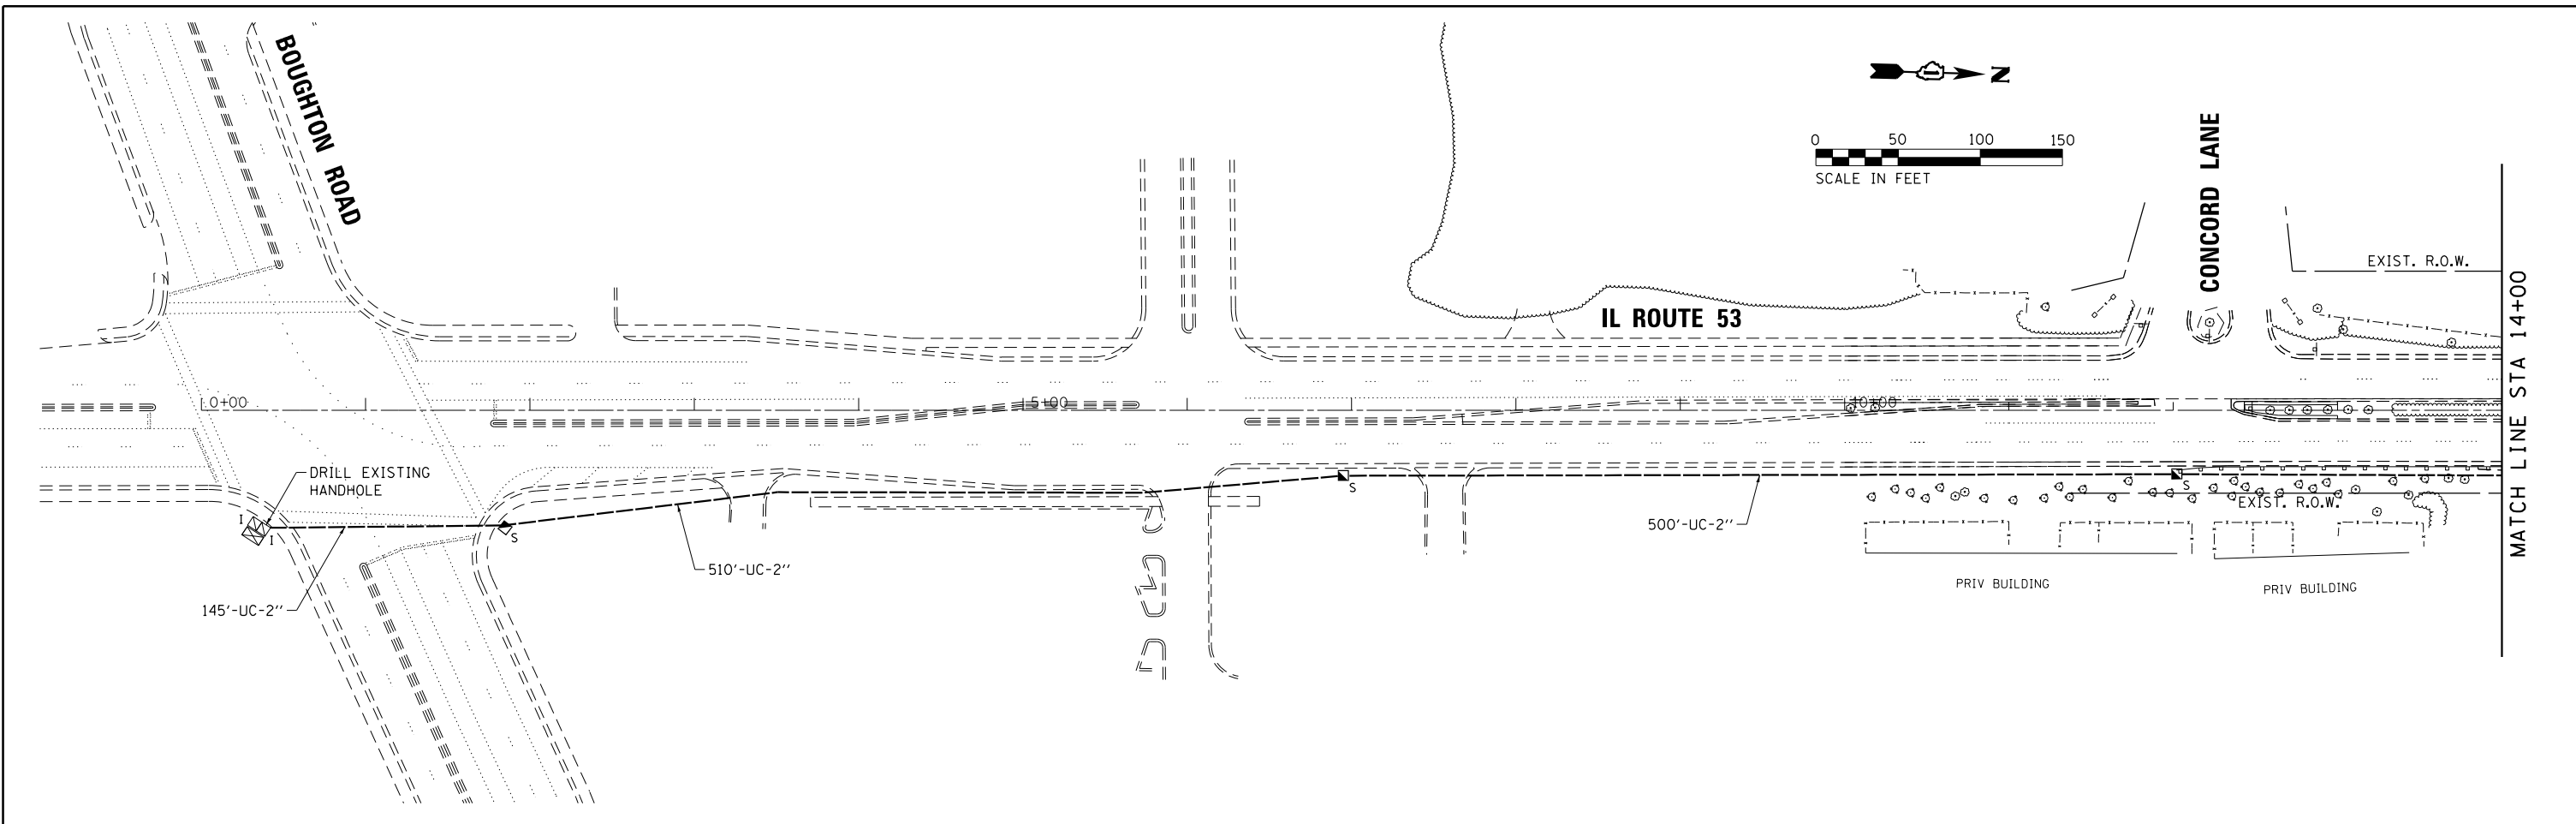 BOUGHTON ROAD
N
0 50 100 150
SCALE IN FEET
CONCORD LANE
EXIST. R.O.W.
MATCH LINE STA 14+00
IL ROUTE 53
0+00
5+00
10+00
DRILL EXISTING
HANDHOLE
I
I
S
S
S
EXIST. R.O.W.
145'-UC-2''
510'-UC-2''
500'-UC-2''
PRIV BUILDING
PRIV BUILDING